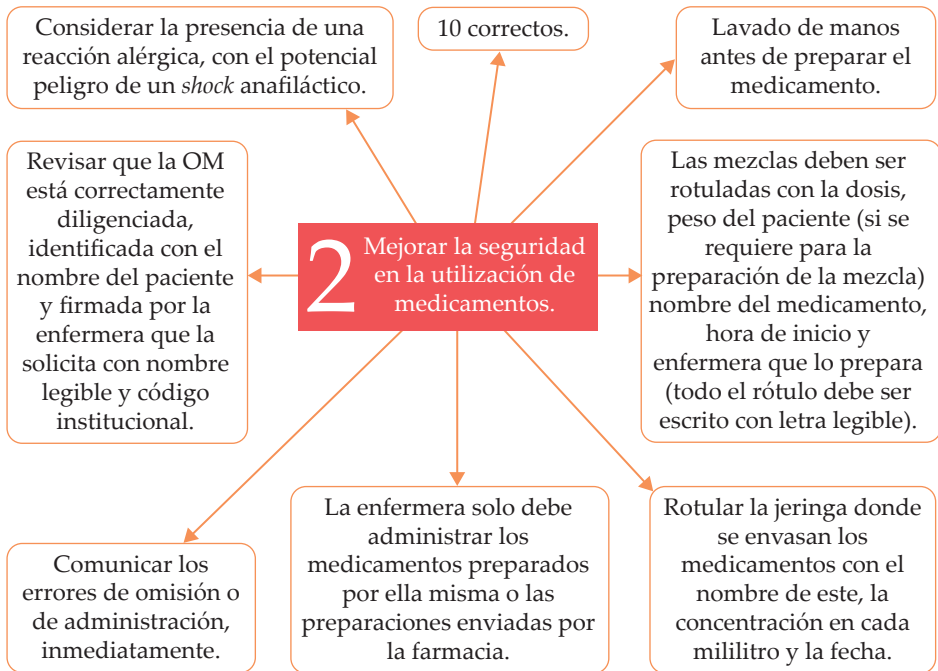 Considerar la presencia de una
reacción alérgica, con el potencial
peligro de un shock anafiláctico.
10 correctos.
Lavado de manos
antes de preparar el
medicamento.
Revisar que la OM
está correctamente
diligenciada,
identificada con el
nombre del paciente
y firmada por la
enfermera que la
solicita con nombre
legible y código
institucional.
2
Mejorar la seguridad
en la utilización de
medicamentos.
Las mezclas deben ser
rotuladas con la dosis,
peso del paciente (si se
requiere para la
preparación de la mezcla)
nombre del medicamento,
hora de inicio y
enfermera que lo prepara
(todo el rótulo debe ser
escrito con letra legible).
Comunicar los
errores de omisión o
de administración,
inmediatamente.
La enfermera solo debe
administrar los
medicamentos preparados
por ella misma o las
preparaciones enviadas por
la farmacia.
Rotular la jeringa donde
se envasan los
medicamentos con el
nombre de este, la
concentración en cada
mililitro y la fecha.